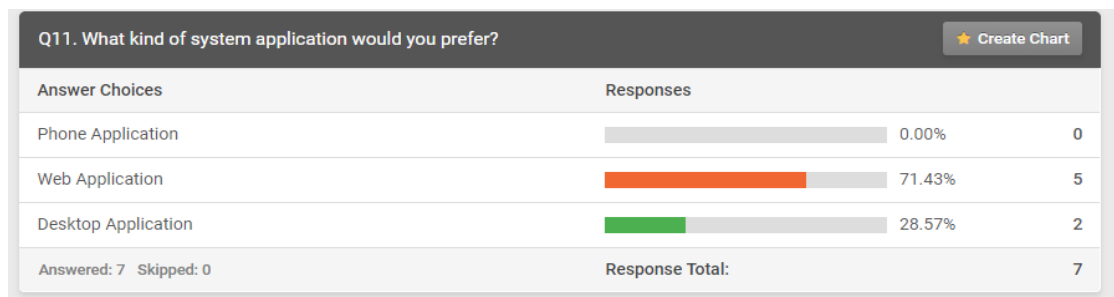 Q11. What kind of system application would you prefer? Create Chart
Answer Choices Responses
Phone Application 0.00% 0
Web Application 71.43% 5
Desktop Application 28.57% 2
Answered: 7 Skipped: 0 Response Total: 7